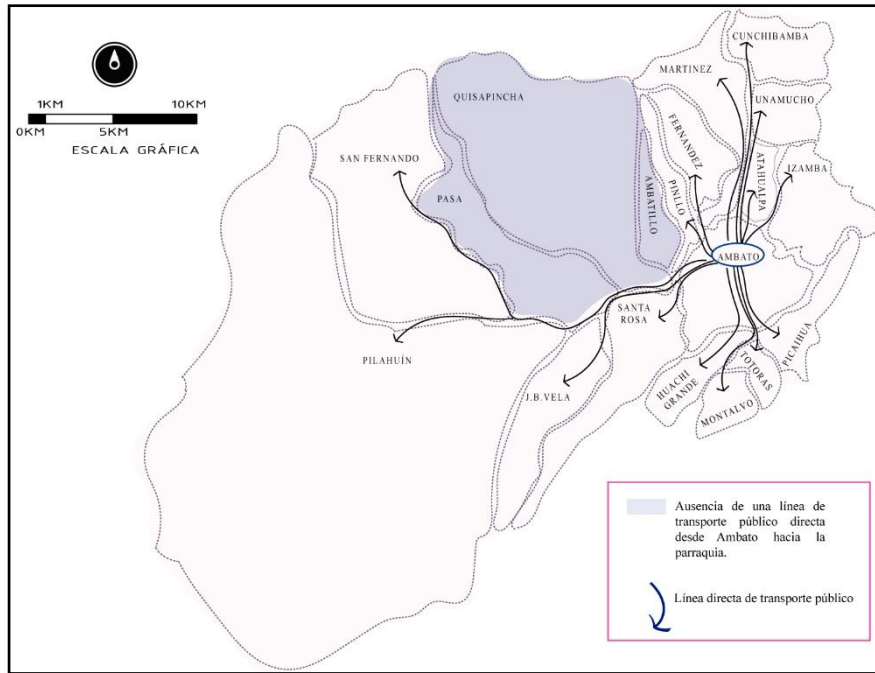 CUNCHIBAMBA
MARTINEZ
QUISAPINCHA
UNAMUCHO
1KM 10KM
0KM 5KM
ESCALA GRÁFICA
FERNANDEZ
ATAHUALPA
IZAMBA
SAN FERNANDO
PASA
AMBATILLO
PINLLO
AMBATO
SANTA
ROSA
PILAHUÍN
J.B.VELA
HUACHI
GRANDE
MONTALVO
TOTORAS
PICAIHUA
Ausencia de una línea de
transporte público directa
desde Ambato hacia la
parraquia.
Línea directa de transporte público